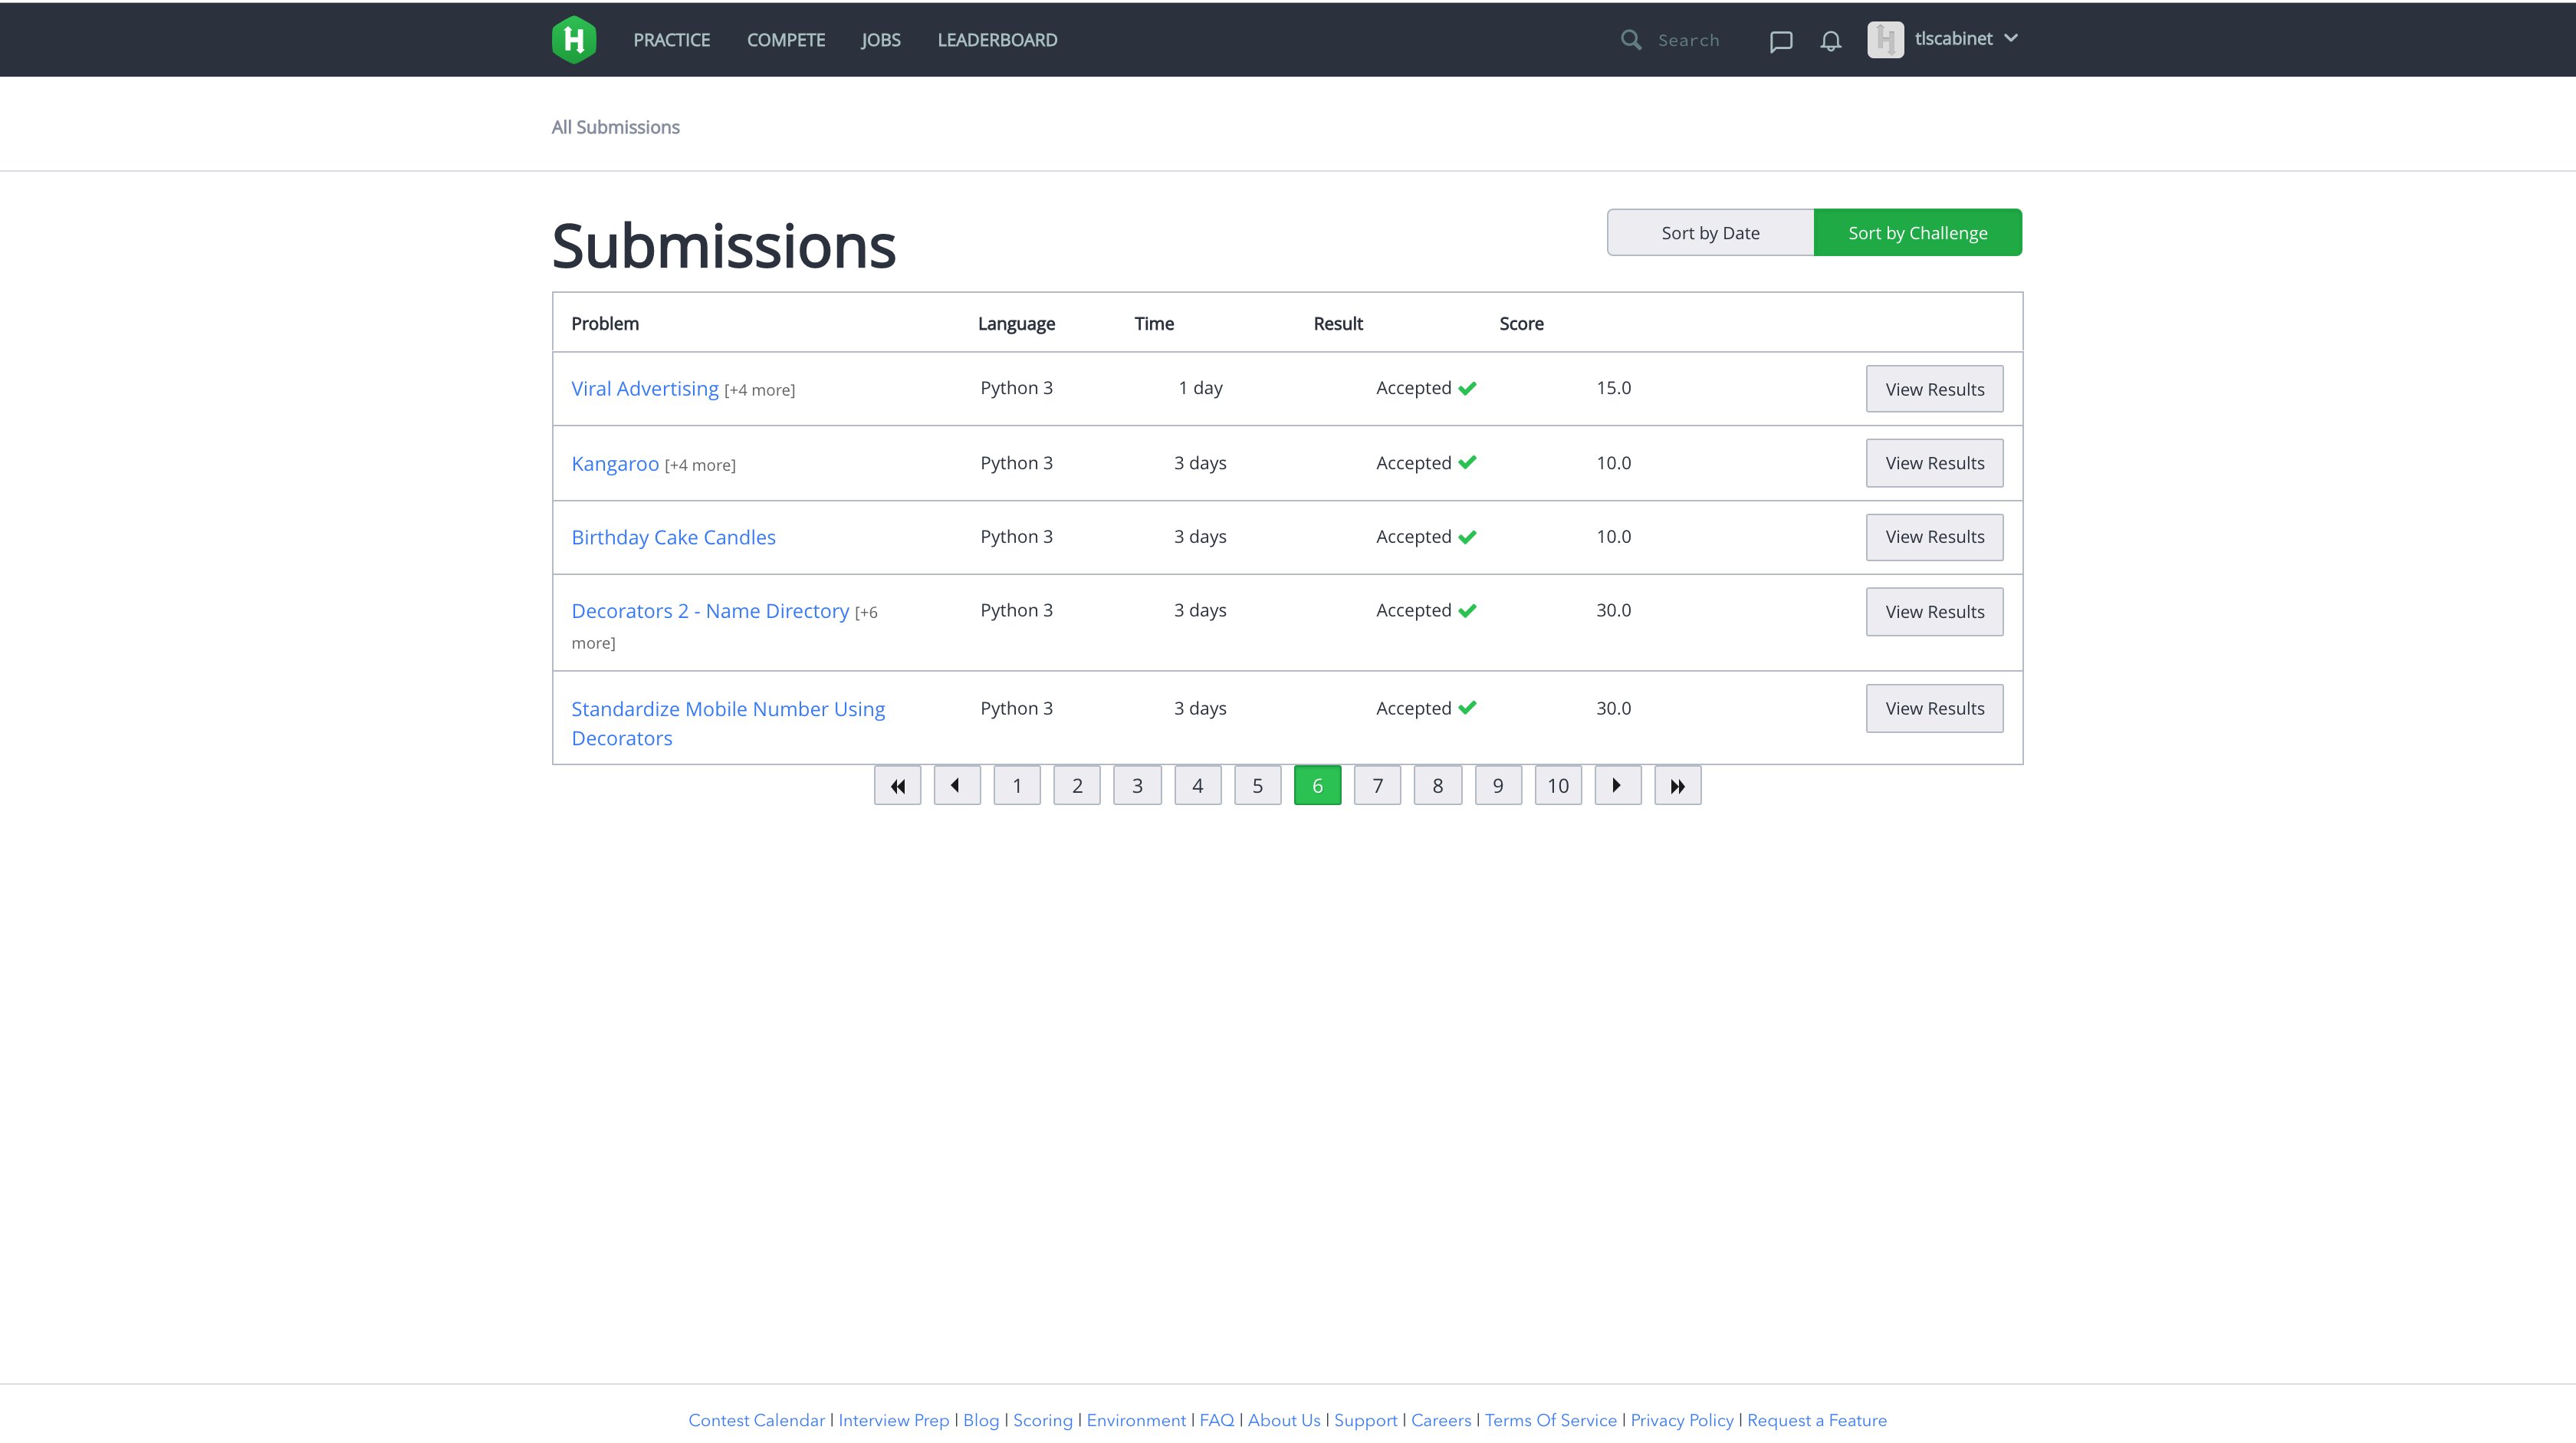 PRACTICE COMPETE JOBS LEADERBOARD Search tlscabinet
All Submissions
Submissions
Sort by Date Sort by Challenge
Problem Language Time Result Score
Viral Advertising [+4 more] Python 3 1 day Accepted 15.0 View Results
Kangaroo [+4 more] Python 3 3 days Accepted 10.0 View Results
Birthday Cake Candles Python 3 3 days Accepted 10.0 View Results
Decorators 2 - Name Directory [+6 Python 3 3 days Accepted 30.0 View Results
more]
Standardize Mobile Number Using Python 3 3 days Accepted 30.0 View Results
Decorators
1 2 3 4 5 6 7 8 9 10
Contest Calendar | Interview Prep | Blog | Scoring | Environment | FAQ | About Us | Support | Careers | Terms Of Service | Privacy Policy | Request a Feature